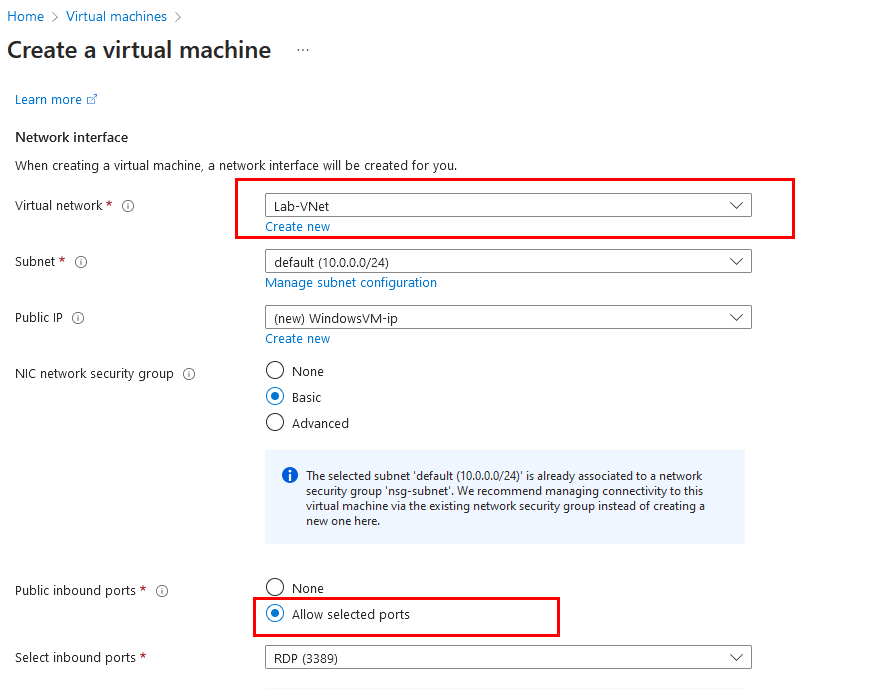 Home > Virtual machines >
Create a virtual machine ...
Learn more
Network interface
When creating a virtual machine, a network interface will be created for you.
Virtual network *
Lab-VNet
Create new
Subnet *
default (10.0.0.0/24)
Manage subnet configuration
Public IP
(new) WindowsVM-ip
Create new
NIC network security group
None
Basic
Advanced
The selected subnet 'default (10.0.0.0/24)' is already associated to a network
security group 'nsg-subnet'. We recommend managing connectivity to this
virtual machine via the existing network security group instead of creating a
new one here.
Public inbound ports *
None
Allow selected ports
Select inbound ports *
RDP (3389)